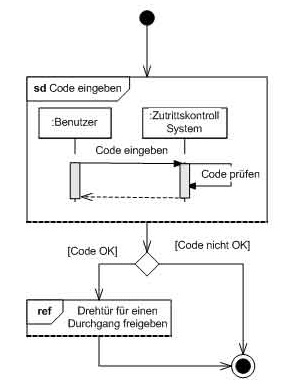 sd Code eingeben
:Benutzer
:Zutrittskontroll
System
Code eingeben
Code prüfen
[Code OK]
[Code nicht OK]
ref
Drehtür für einen
Durchgang freigeben